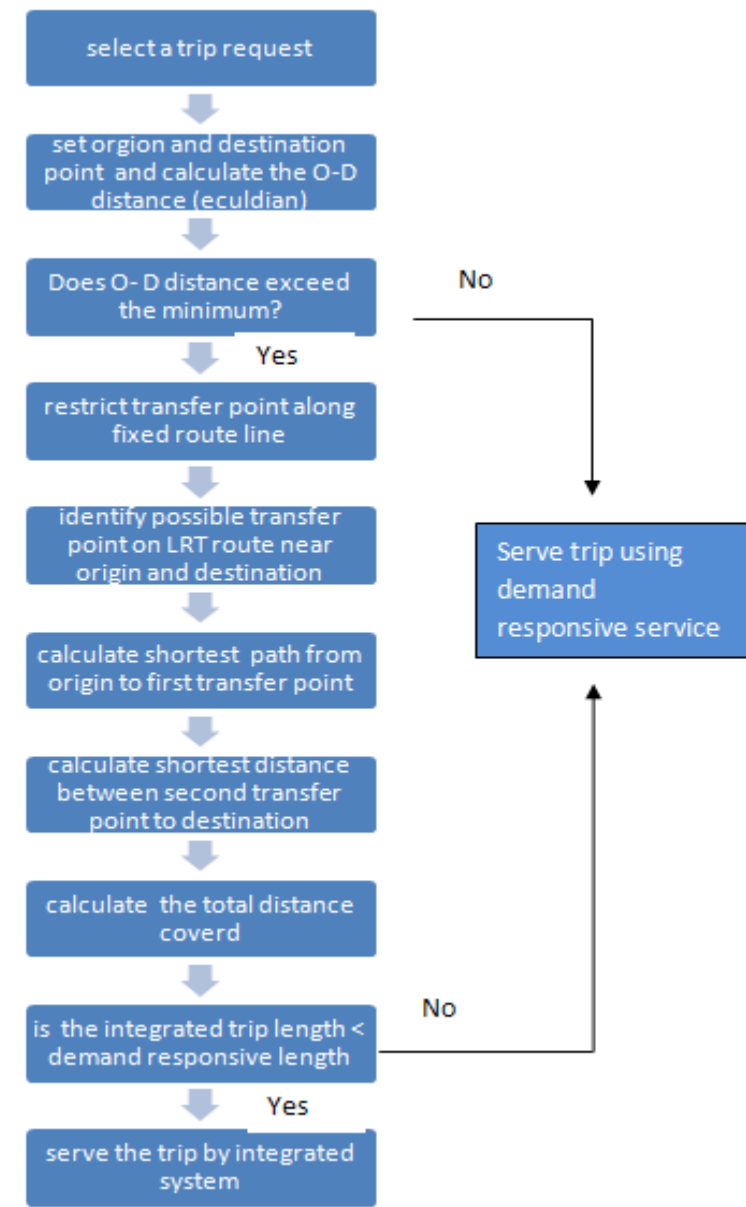 select a trip request
set orgion and destination
point and calculate the O-D
distance (eculdian)
Does O- D distance exceed
the minimum?
No
Yes
restrict transfer point along
fixed route line
identify possible transfer
point on LRT route near
origin and destination
Serve trip using
demand
responsive service
calculate shortest path from
origin to first transfer point
calculate shortest distance
between second transfer
point to destination
calculate the total distance
coverd
is the integrated trip length <
demand responsive length
No
Yes
serve the trip by integrated
system